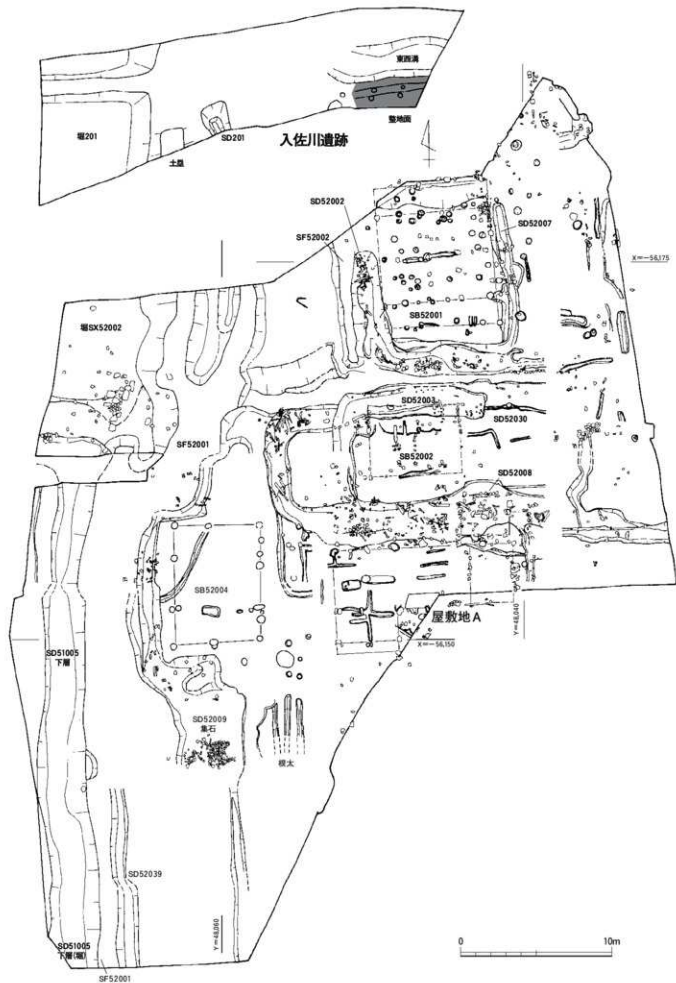 東西溝
整地面
堀201
土塁
SD201
入佐川遺跡
SD52002
SF52002
SD52007
X=-56,175
SB52001
堀SX52002
SD52003
SD52030
SF52001
SB52002
SD52008
SB52004
屋敷地A
Y=48,040
X=-56,150
SD51005
下層
SD52009
集石
根太
SD52039
Y=48,060
SD51005
下層(堀)
SF52001
0 10m